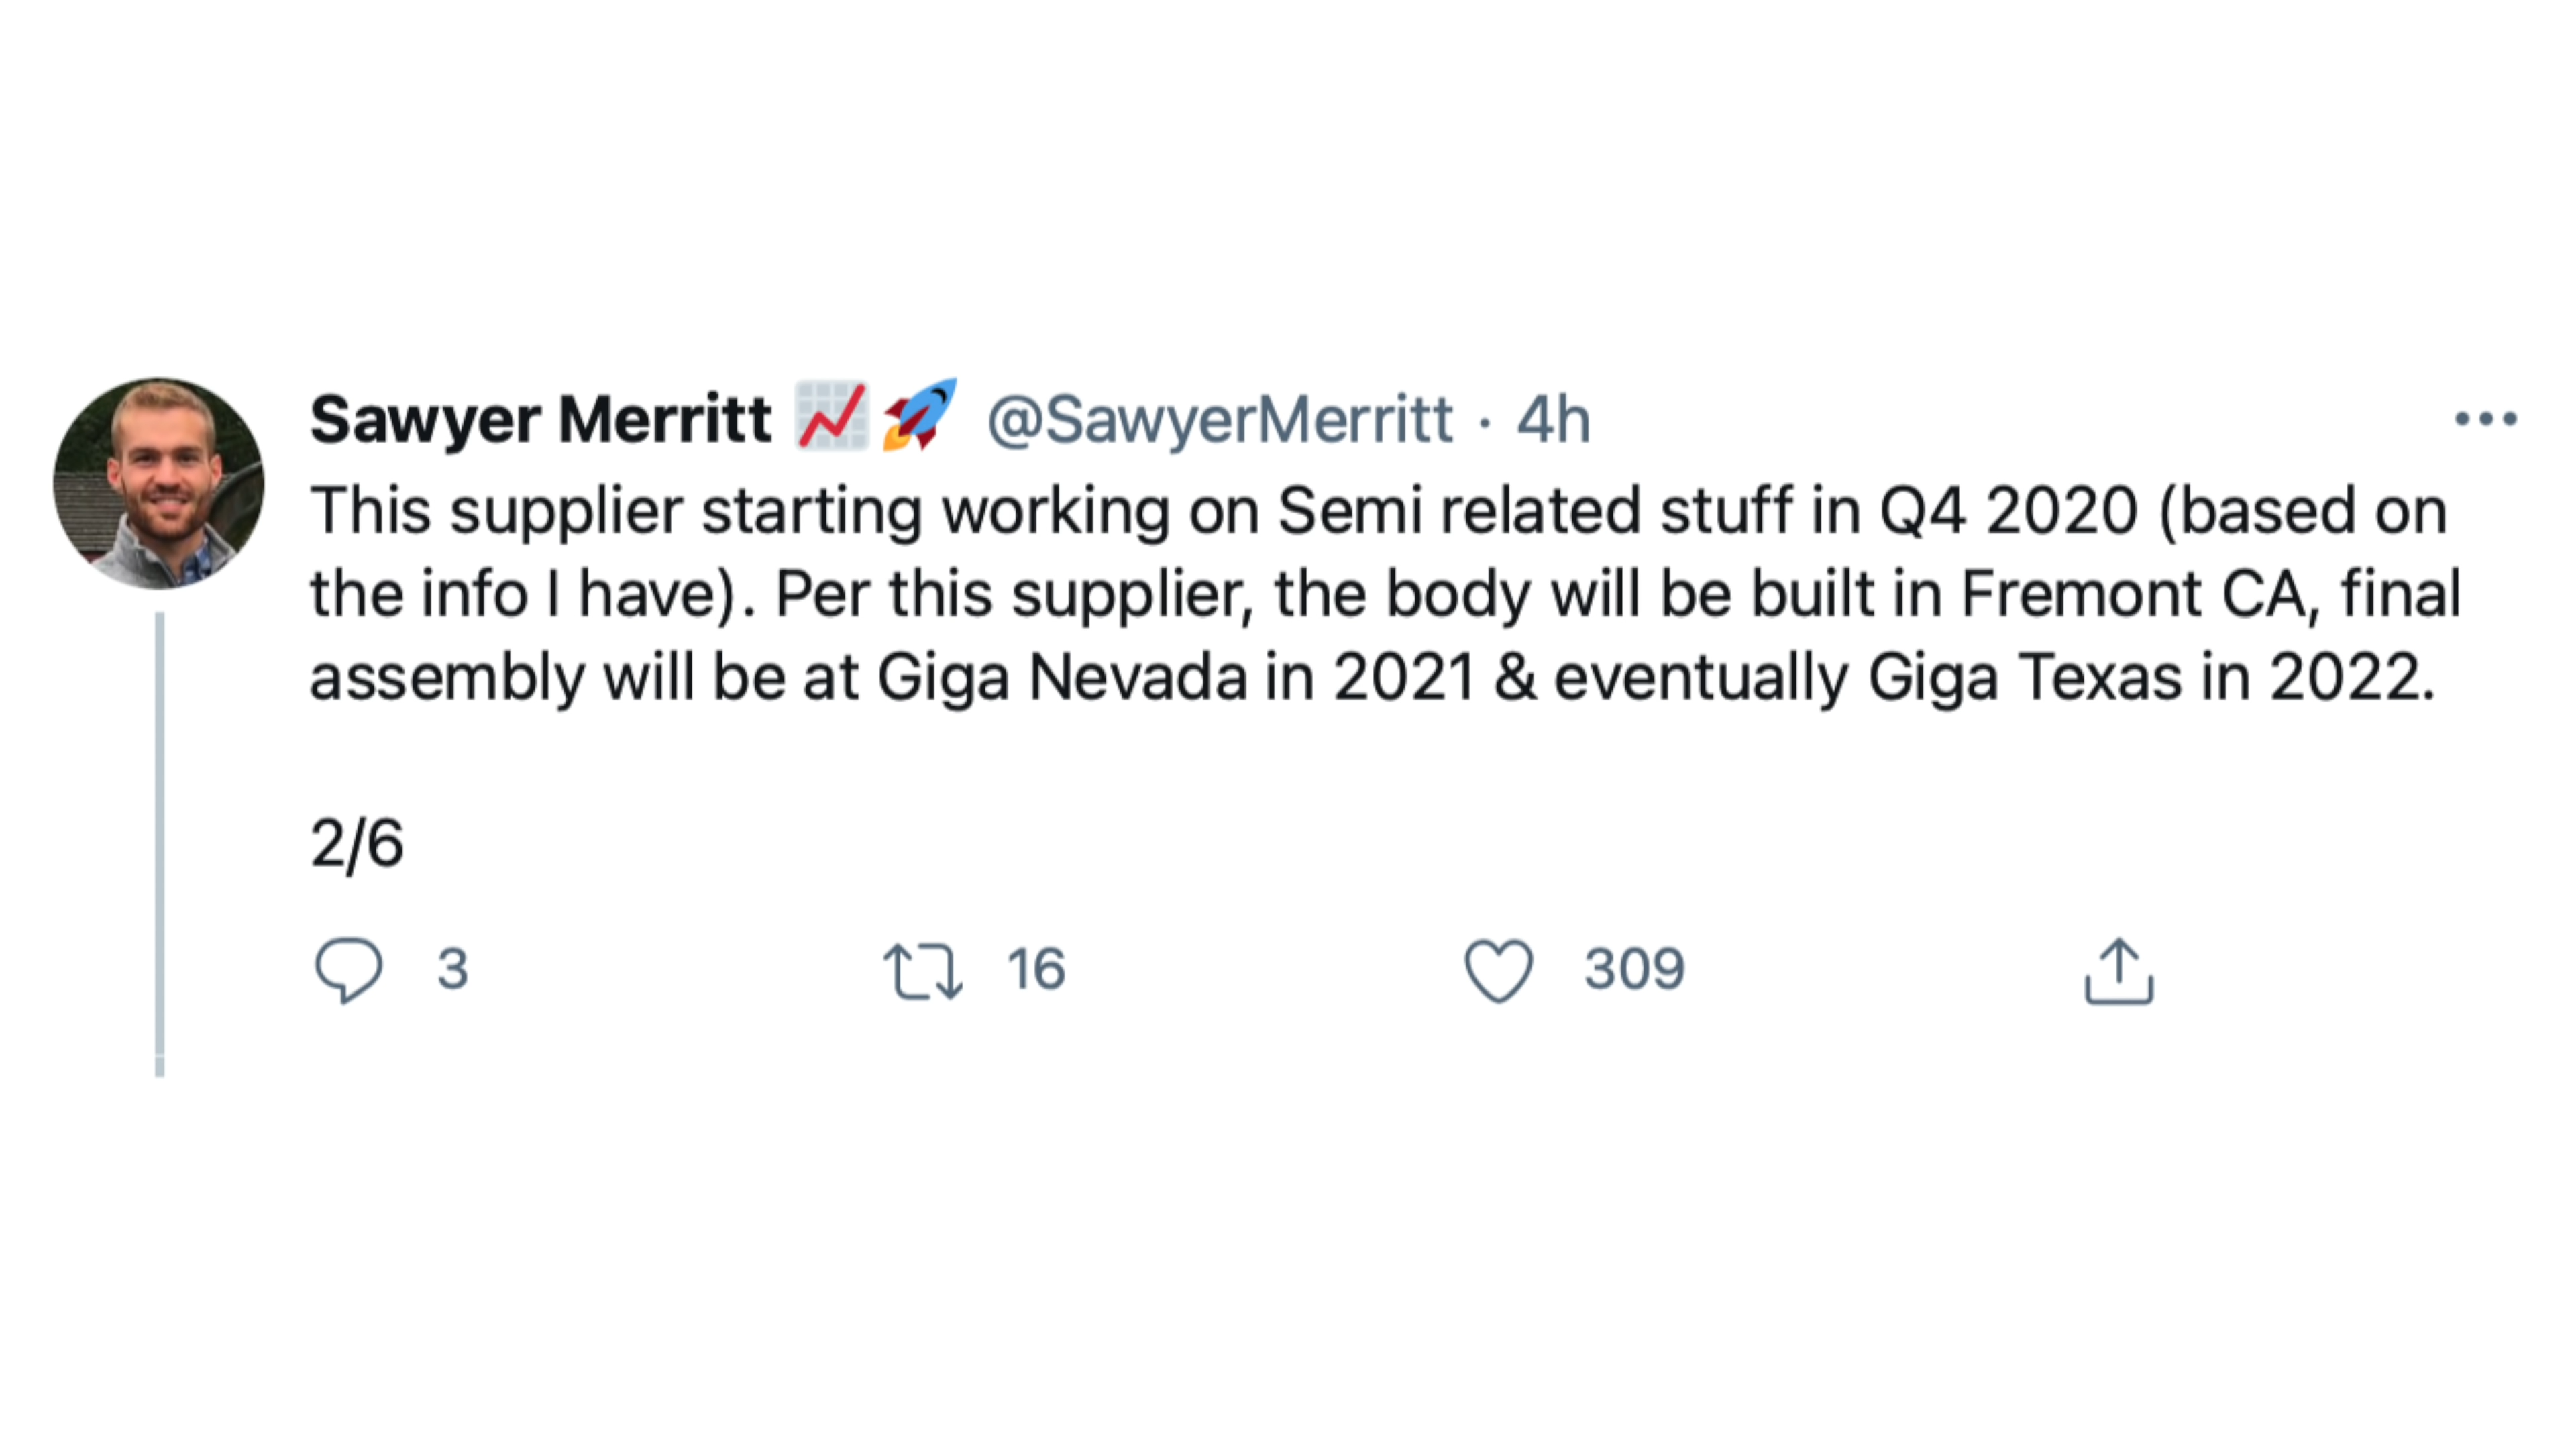 Sawyer Merritt 📈🚀 @SawyerMerritt · 4h
This supplier starting working on Semi related stuff in Q4 2020 (based on
the info I have). Per this supplier, the body will be built in Fremont CA, final
assembly will be at Giga Nevada in 2021 & eventually Giga Texas in 2022.
2/6
3 16 309